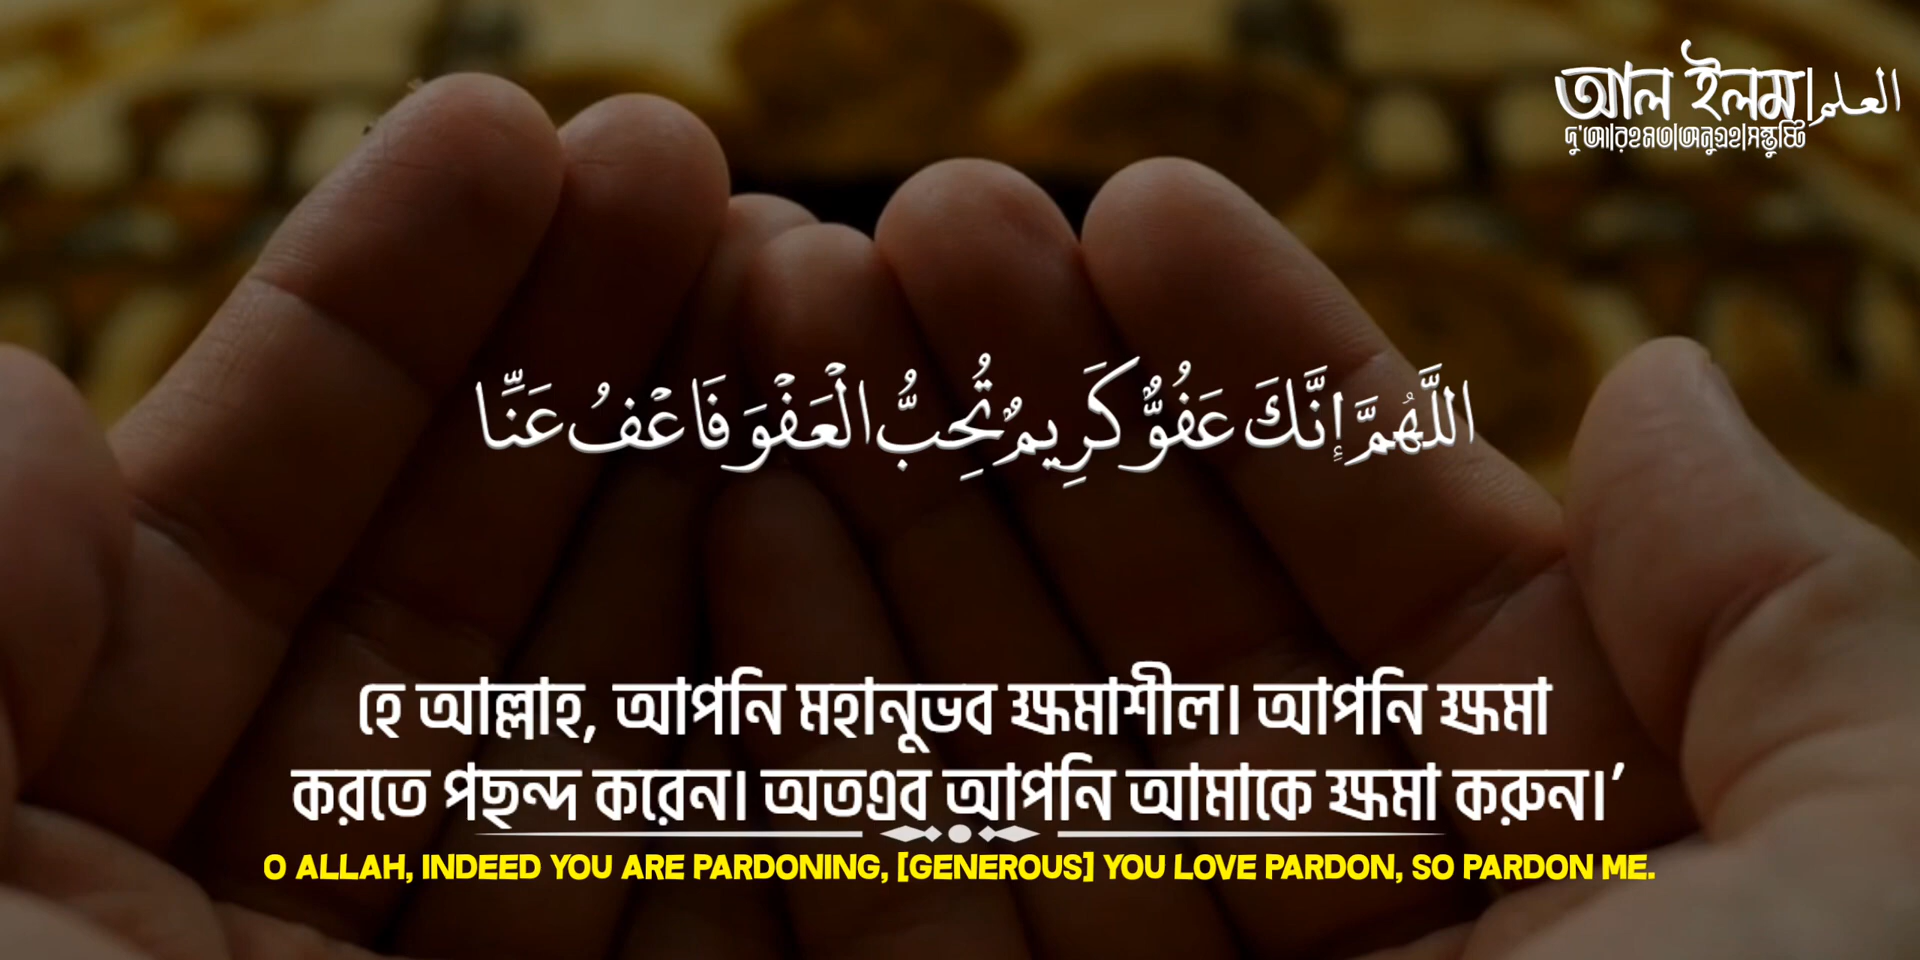 আল ইলম|العلم
দু'আ|রহমত|অনুগ্রহ|সন্তুষ্টি
اللَّهُمَّ إِنَّكَ عَفُوٌّ كَرِيمٌ تُحِبُّ الْعَفْوَ فَاعْفُ عَنِّا
হে আল্লাহ, আপনি মহানুভব ক্ষমাশীল। আপনি ক্ষমা
করতে পছন্দ করেন। অতএব আপনি আমাকে ক্ষমা করুন।’
O ALLAH, INDEED YOU ARE PARDONING, [GENEROUS] YOU LOVE PARDON, SO PARDON ME.